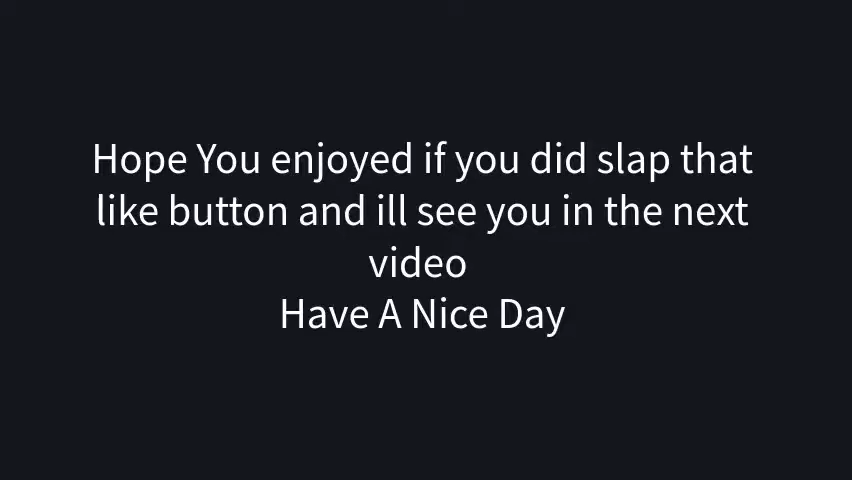 Hope You enjoyed if you did slap that
like button and ill see you in the next
video
Have A Nice Day